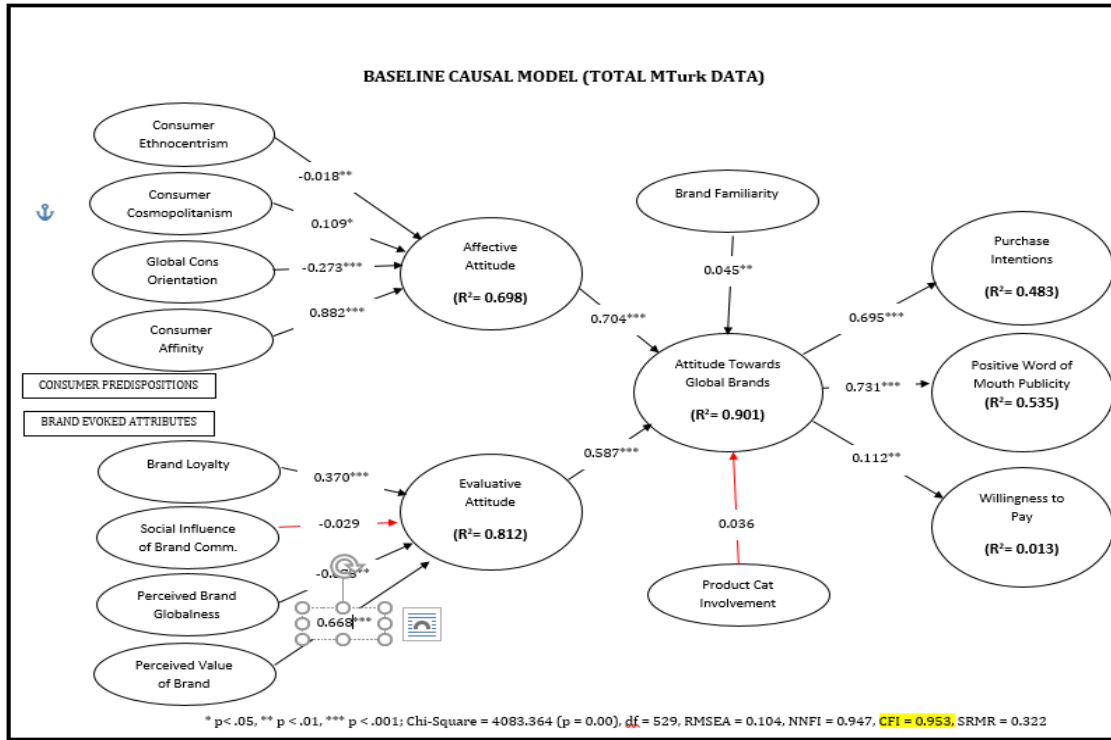 BASELINE CAUSAL MODEL (TOTAL MTurk DATA)
Consumer
Ethnocentrism
-0.018**
Consumer
Cosmopolitanism
0.109*
Global Cons
Orientation
-0.273***
Consumer
Affinity
0.882***
Affective
Attitude
(R²= 0.698)
0.704***
Brand Familiarity
0.045**
Attitude Towards
Global Brands
(R²= 0.901)
Purchase
Intentions
(R²= 0.483)
0.695***
Positive Word of
Mouth Publicity
(R²= 0.535)
0.731***
0.112**
Willingness to
Pay
(R²= 0.013)
CONSUMER PREDISPOSITIONS
BRAND EVOKED ATTRIBUTES
Brand Loyalty
0.370***
Social Influence
of Brand Comm.
-0.029
Perceived Brand
Globalness
Perceived Value
of Brand
0.668***
Evaluative
Attitude
(R²= 0.812)
0.587***
0.036
Product Cat
Involvement
* p< .05, ** p < .01, *** p < .001; Chi-Square = 4083.364 (p = 0.00), df = 529, RMSEA = 0.104, NNFI = 0.947, CFI = 0.953, SRMR = 0.322